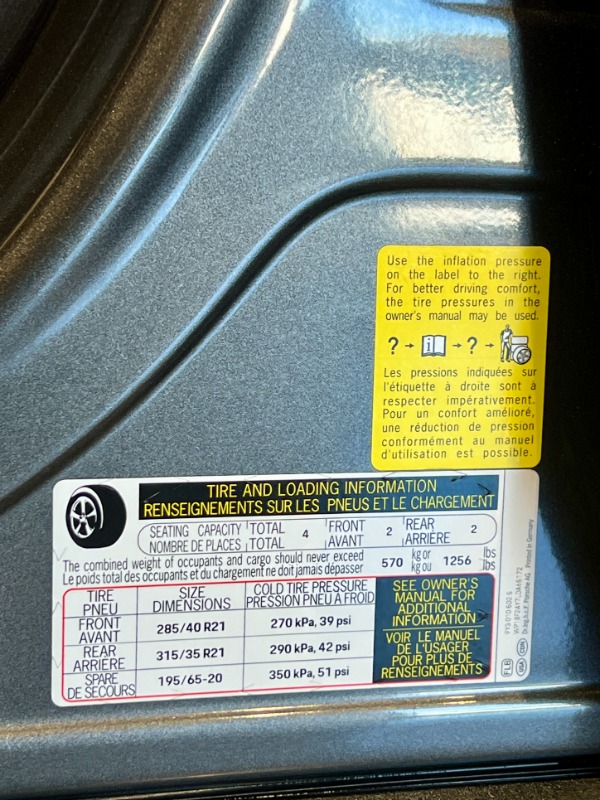 Use the inflation pressure
on the label to the right.
For better driving comfort,
the tire pressures in the
owner's manual may be used.
? → i → ? →
Les pressions indiquées sur
l'étiquette à droite sont à
respecter impérativement.
Pour un confort amélioré,
une réduction de pression
conformément au manuel
d'utilisation est possible.
TIRE AND LOADING INFORMATION
RENSEIGNEMENTS SUR LES PNEUS ET LE CHARGEMENT
SEATING CAPACITY TOTAL 4 FRONT 2 REAR 2
NOMBRE DE PLACES TOTAL AVANT ARRIÈRE
The combined weight of occupants and cargo should never exceed 570 kg or 1256 lbs
Le poids total des occupants et du chargement ne doit jamais dépasser kg ou lbs
TIRE SIZE COLD TIRE PRESSURE
PNEU DIMENSIONS PRESSION PNEU À FROID
FRONT 285/40 R21 270 kPa, 39 psi
AVANT
REAR 315/35 R21 290 kPa, 42 psi
ARRIÈRE
SPARE 195/65-20 350 kPa, 51 psi
DE SECOURS
SEE OWNER'S
MANUAL FOR
ADDITIONAL
INFORMATION
VOIR LE MANUEL
DE L'USAGER
POUR PLUS DE
RENSEIGNEMENTS
Dr.Ing.h.c.F. Porsche AG Printed in Germany
USA CDN